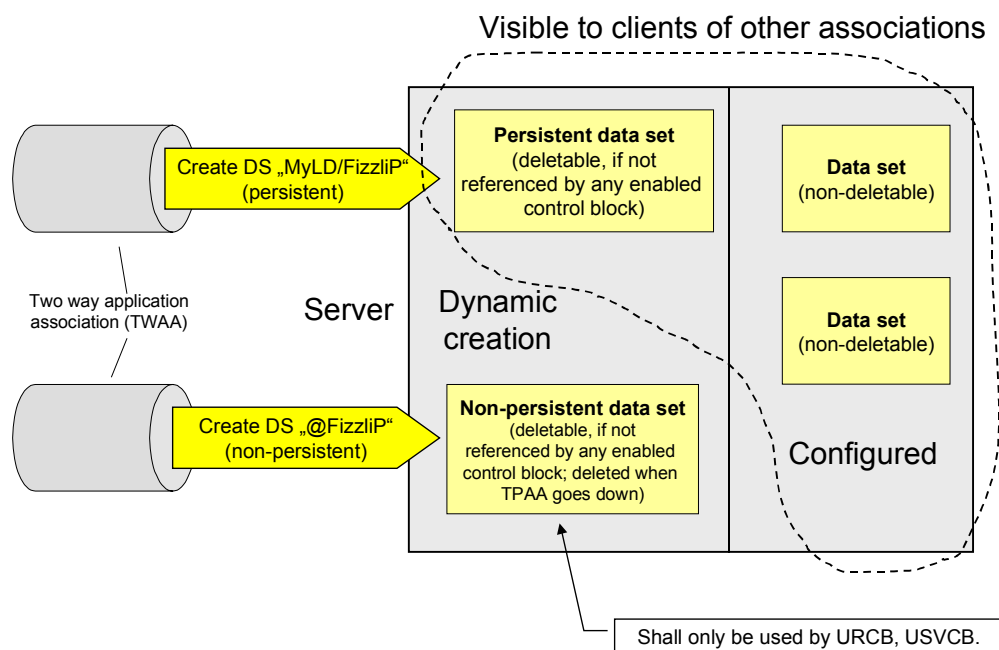 Visible to clients of other associations
Create DS „MyLD/FizzliP“
(persistent)
Persistent data set
(deletable, if not
referenced by any enabled
control block)
Data set
(non-deletable)
Two way application
association (TWAA)
Server
Dynamic
creation
Data set
(non-deletable)
Create DS „@FizzliP“
(non-persistent)
Non-persistent data set
(deletable, if not
referenced by any enabled
control block; deleted when
TPAA goes down)
Configured
Shall only be used by URCB, USVCB.